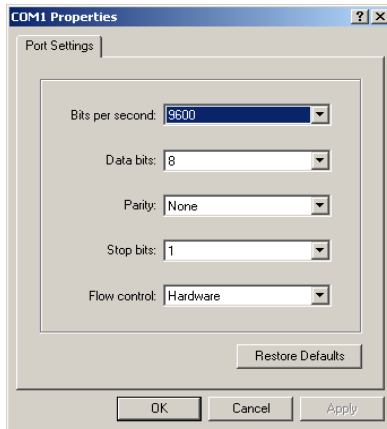 COM1 Properties
Port Settings
Bits per second: 9600
Data bits: 8
Parity: None
Stop bits: 1
Flow control: Hardware
Restore Defaults
OK Cancel Apply